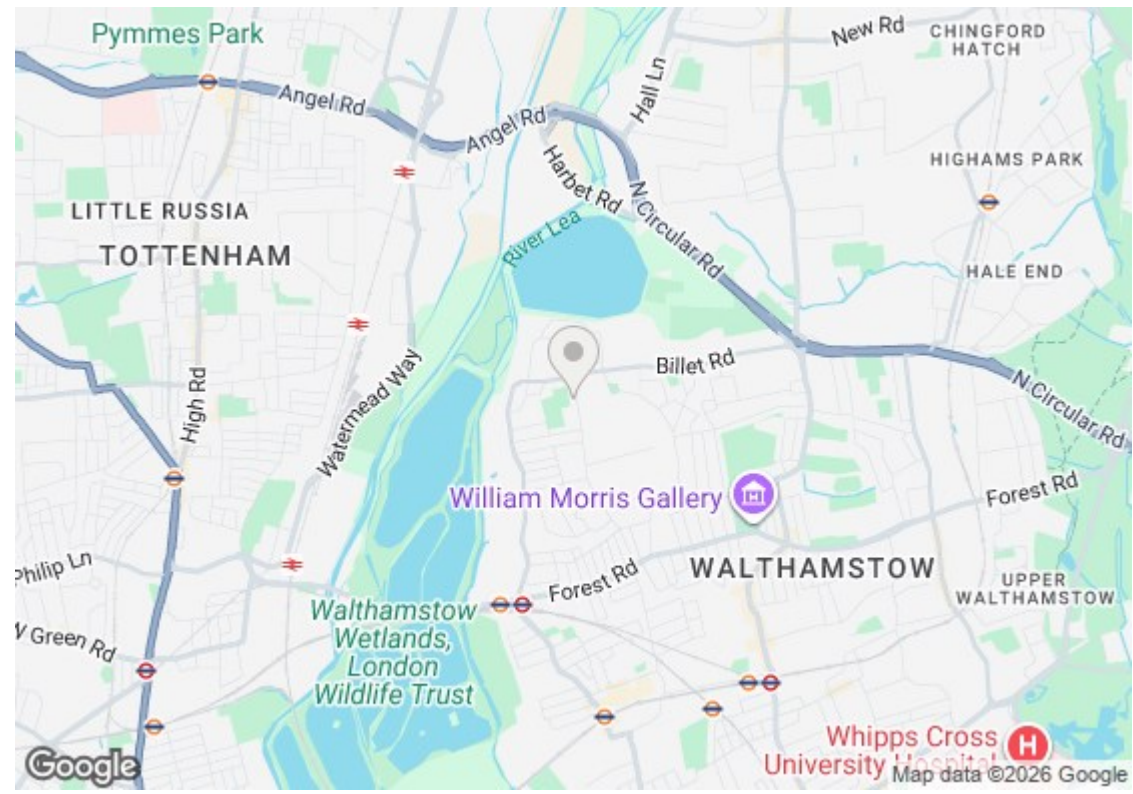 Pymmes Park
New Rd
CHINGFORD
HATCH
Hall Ln
Angel Rd
Angel Rd
Harbet Rd
HIGHAMS PARK
N Circular Rd
LITTLE RUSSIA
TOTTENHAM
River Lea
HALE END
Billet Rd
Watermead Way
High Rd
N Circular Rd
William Morris Gallery
Forest Rd
Philip Ln
Forest Rd
WALTHAMSTOW
UPPER
WALTHAMSTOW
Walthamstow
Wetlands,
London
Wildlife Trust
W Green Rd
Whipps Cross
University Hospital
H
Google
Map data ©2026 Google